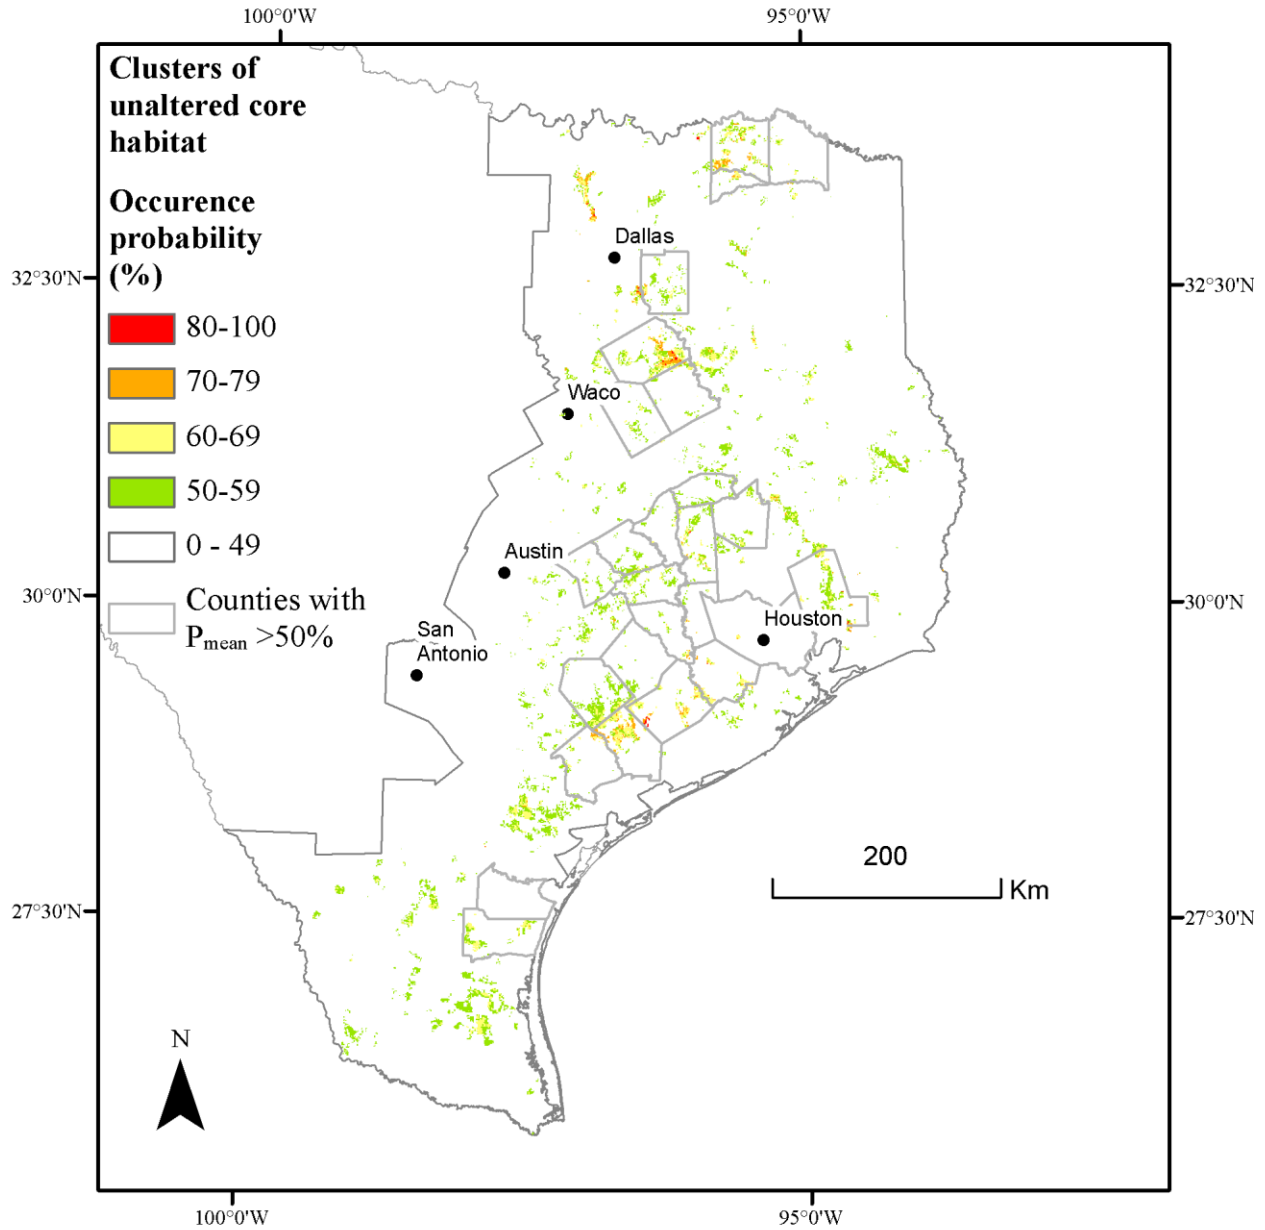 100°0'W
95°0'W
Clusters of
unaltered core
habitat
Occurence
probability
(%)
80-100
70-79
60-69
50-59
0 - 49
Counties with
Pmean >50%
Dallas
Waco
Austin
San
Antonio
Houston
32°30'N
32°30'N
30°0'N
30°0'N
27°30'N
27°30'N
200
Km
N
100°0'W
95°0'W